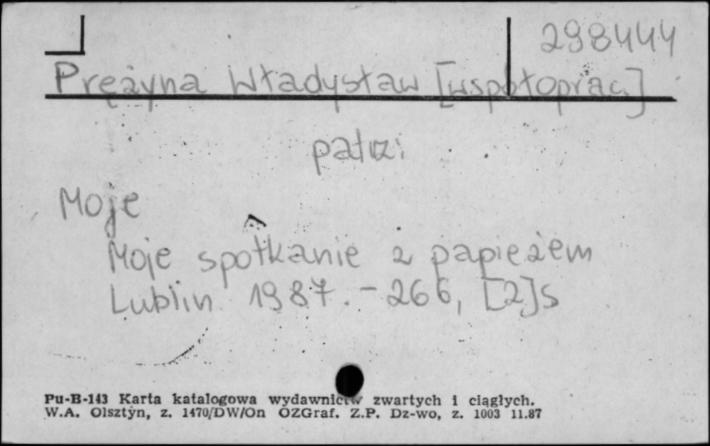 298444
Prężyna Władysław [współoprac.]
patrz:
Moje
Moje spotkanie z papieżem
Lublin 1987. - 266, [2]s
Pu-B-143 Karta katalogowa wydawnictw zwartych i ciągłych.
W.A. Olsztyn, z. 1470/DW/On OZGraf. Z.P. Dz-wo, z. 1003 11.87